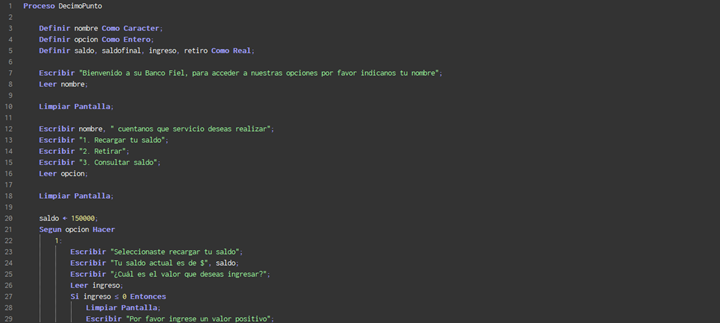 1 Proceso DecimoPunto
2
3 Definir nombre Como Caracter;
4 Definir opcion Como Entero;
5 Definir saldo, saldofinal, ingreso, retiro Como Real;
6
7 Escribir "Bienvenido a su Banco Fiel, para acceder a nuestras opciones por favor indicanos tu nombre";
8 Leer nombre;
9
10 Limpiar Pantalla;
11
12 Escribir nombre, " cuentanos que servicio deseas realizar";
13 Escribir "1. Recargar tu saldo";
14 Escribir "2. Retirar";
15 Escribir "3. Consultar saldo";
16 Leer opcion;
17
18 Limpiar Pantalla;
19
20 saldo ← 150000;
21 Segun opcion Hacer
22 1:
23 Escribir "Seleccionaste recargar tu saldo";
24 Escribir "Tu saldo actual es de $", saldo;
25 Escribir "¿Cuál es el valor que deseas ingresar?";
26 Leer ingreso;
27 Si ingreso ≤ 0 Entonces
28 Limpiar Pantalla;
29 Escribir "Por favor ingrese un valor positivo";